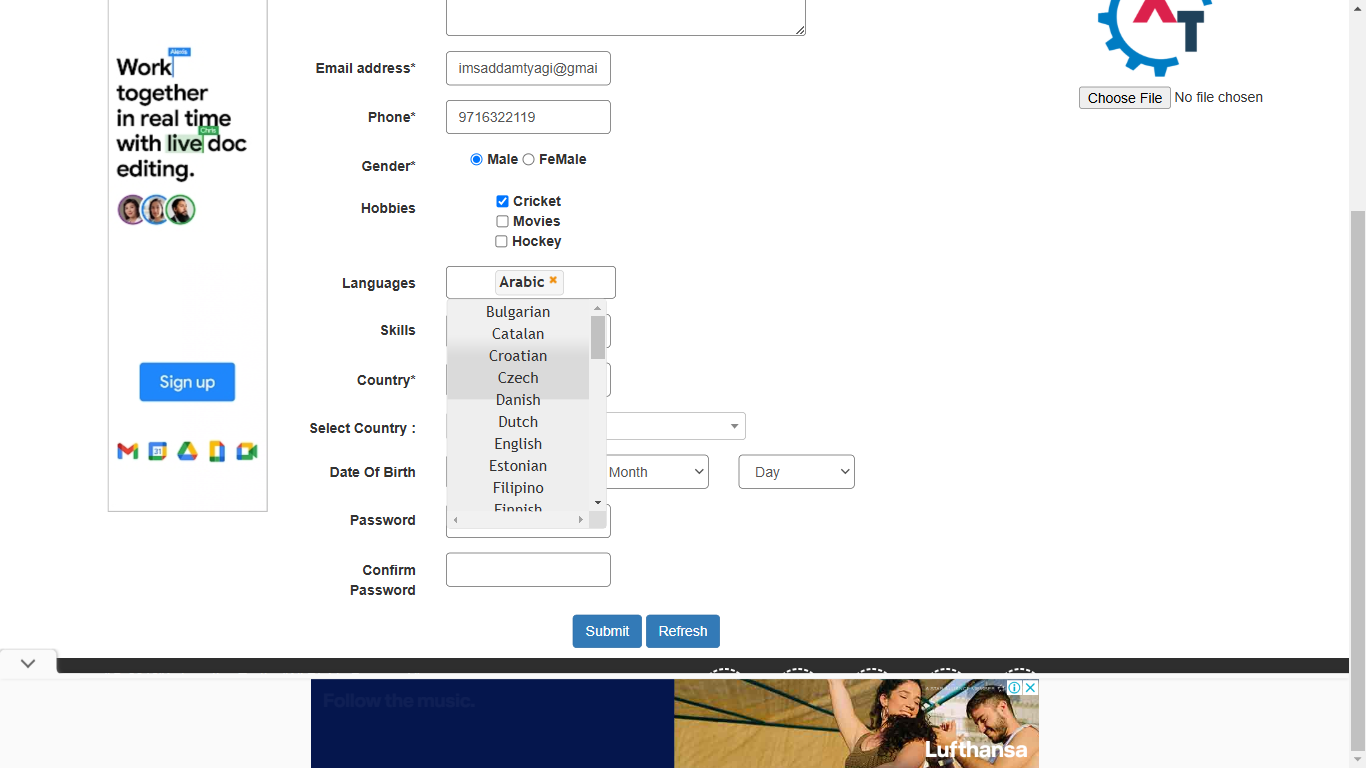 Alexis
Work
together
in real time
Chris
with live doc
editing.
Sign up
31
Email address*
imsaddamtyagi@gmai
Phone*
9716322119
Gender*
Male
FeMale
Hobbies
Cricket
Movies
Hockey
Languages
Arabic
Bulgarian
Catalan
Croatian
Czech
Danish
Dutch
English
Estonian
Filipino
Finnish
Skills
Country*
Select Country :
Date Of Birth
Month
Day
Password
Confirm
Password
Submit Refresh
T
Choose File No file chosen
Follow the music.
Lufthansa